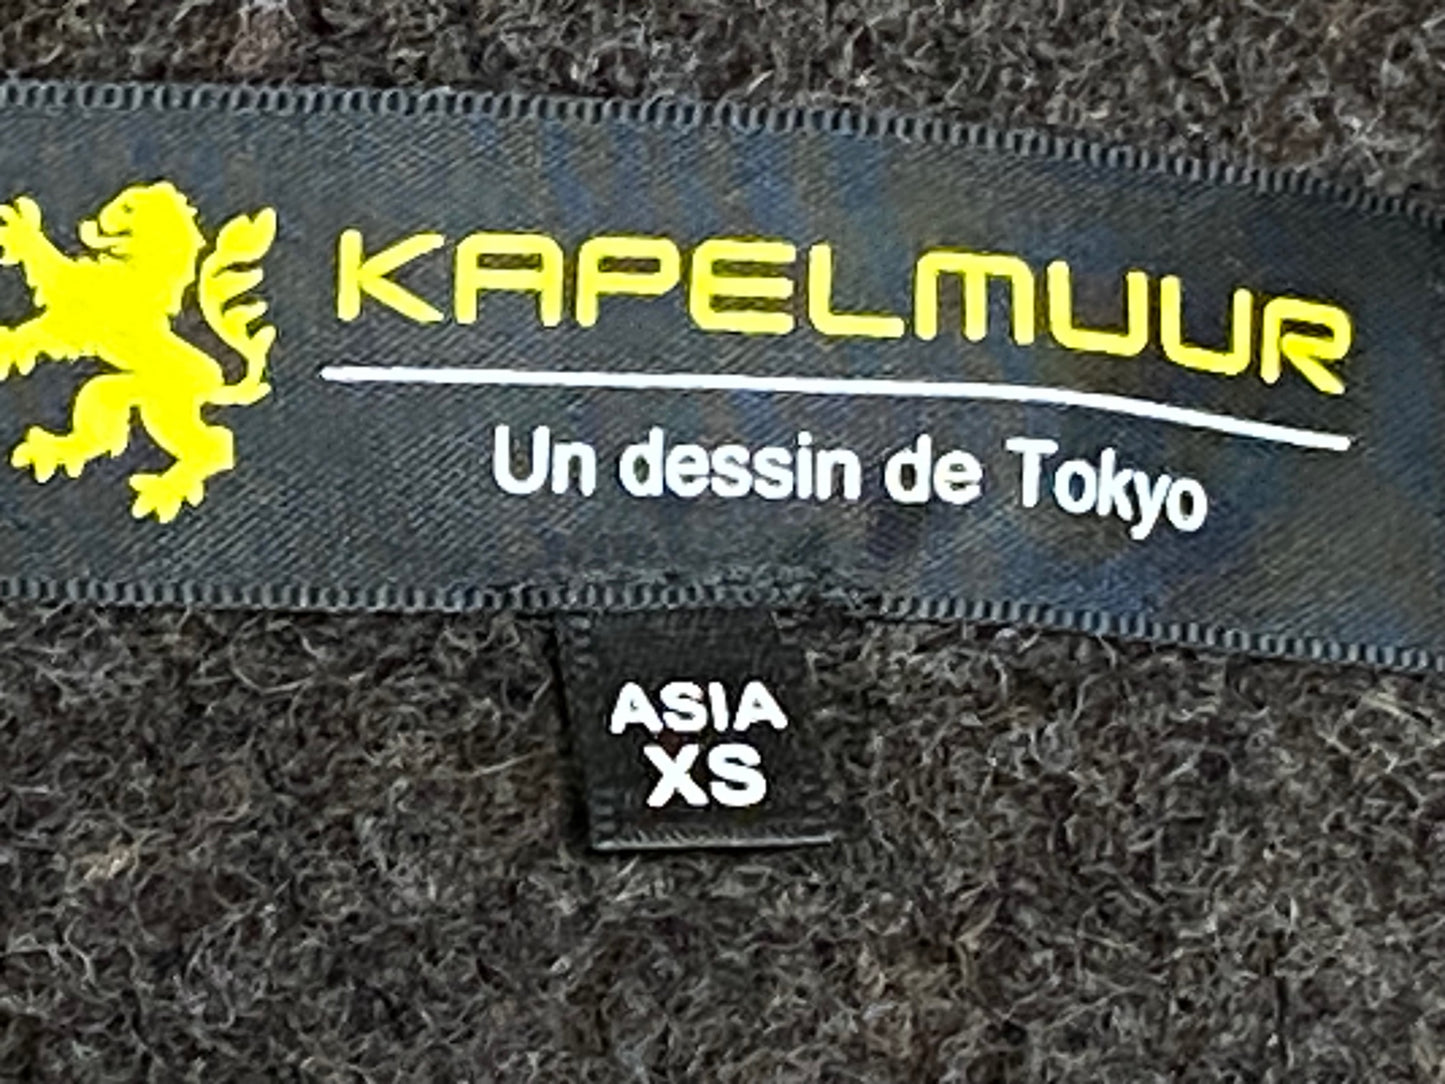 KAPELMUUR
Un dessin de Tokyo
ASIA
XS